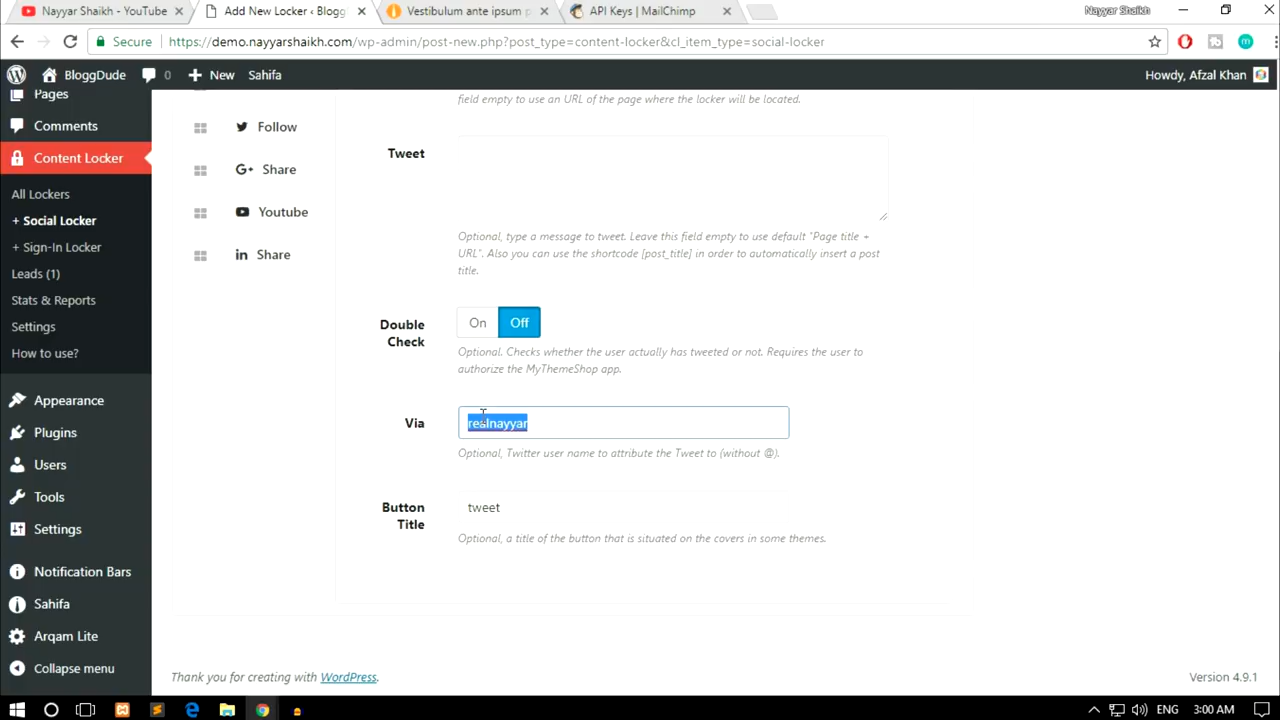 Nayyar Shaikh - YouTube
Add New Locker ‹ Blogg
Vestibulum ante ipsum p
API Keys | MailChimp
Nayyar Shaikh
Secure
https://demo.nayyarshaikh.com/wp-admin/post-new.php?post_type=content-locker&cl_item_type=social-locker
BloggDude
0
New
Sahifa
Howdy, Afzal Khan
Pages
Comments
Content Locker
All Lockers
+ Social Locker
+ Sign-In Locker
Leads (1)
Stats & Reports
Settings
How to use?
Appearance
Plugins
Users
Tools
Settings
Notification Bars
Sahifa
Arqam Lite
Collapse menu
Follow
G+ Share
Youtube
in Share
field empty to use an URL of the page where the locker will be located.
Tweet
Optional, type a message to tweet. Leave this field empty to use default "Page title +
URL". Also you can use the shortcode [post_title] in order to automatically insert a post
title.
Double
Check
On
Off
Optional. Checks whether the user actually has tweeted or not. Requires the user to
authorize the MyThemeShop app.
Via
realnayyar
Optional, Twitter user name to attribute the Tweet to (without @).
Button
Title
tweet
Optional, a title of the button that is situated on the covers in some themes.
Thank you for creating with WordPress.
Version 4.9.1
ENG
3:00 AM